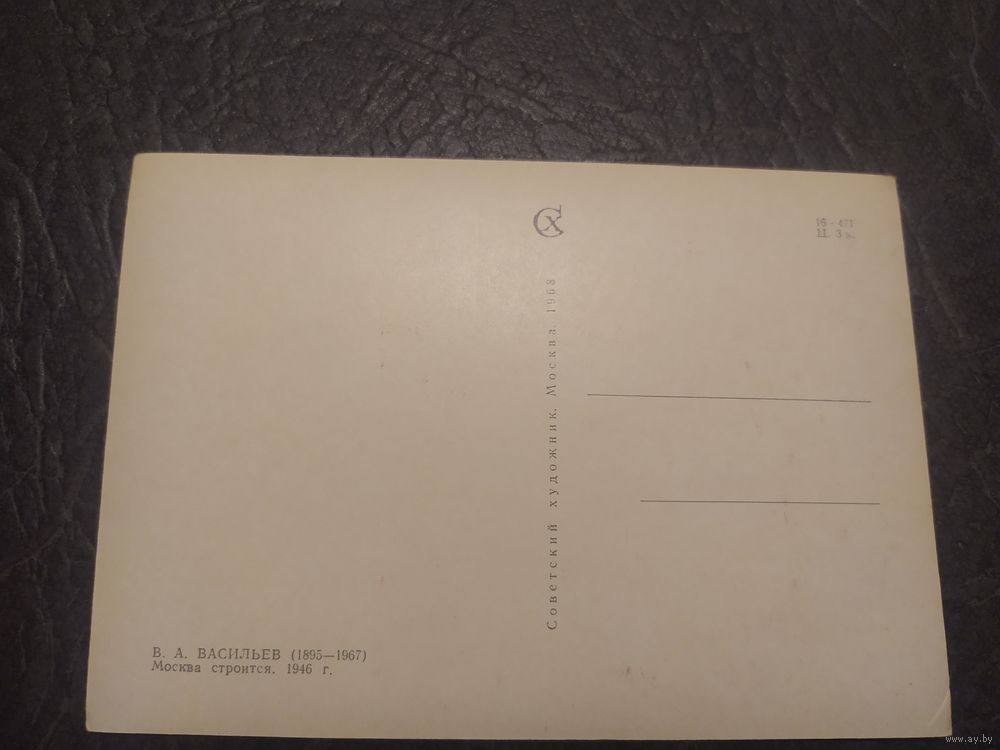 СХ
16 - 471
Ц. 3 к.
Советский художник. Москва. 1968
В. А. ВАСИЛЬЕВ (1895—1967)
Москва строится. 1946 г.
www.ay.by